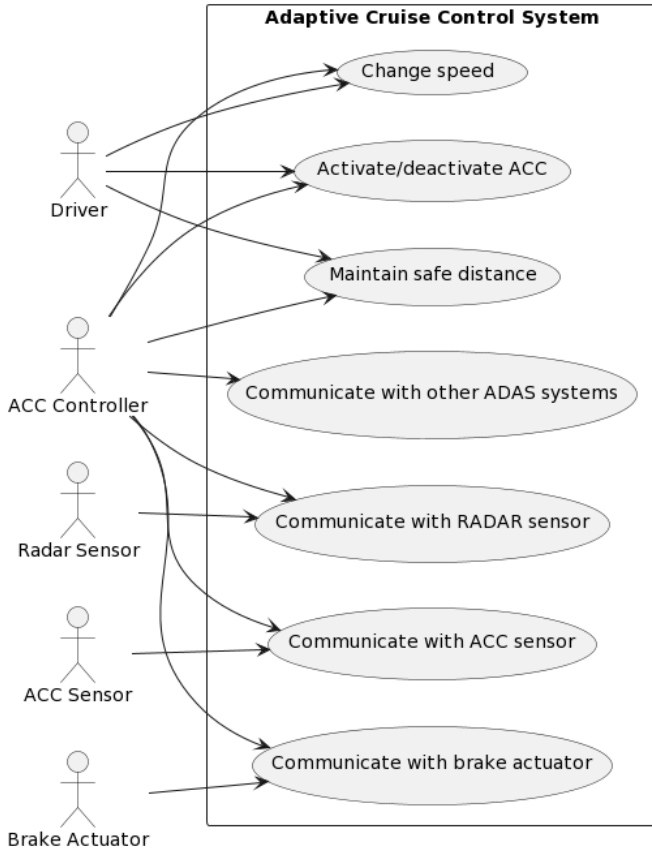 Adaptive Cruise Control System
Change speed
Activate/deactivate ACC
Driver
Maintain safe distance
Communicate with other ADAS systems
ACC Controller
Communicate with RADAR sensor
Radar Sensor
Communicate with ACC sensor
ACC Sensor
Communicate with brake actuator
Brake Actuator